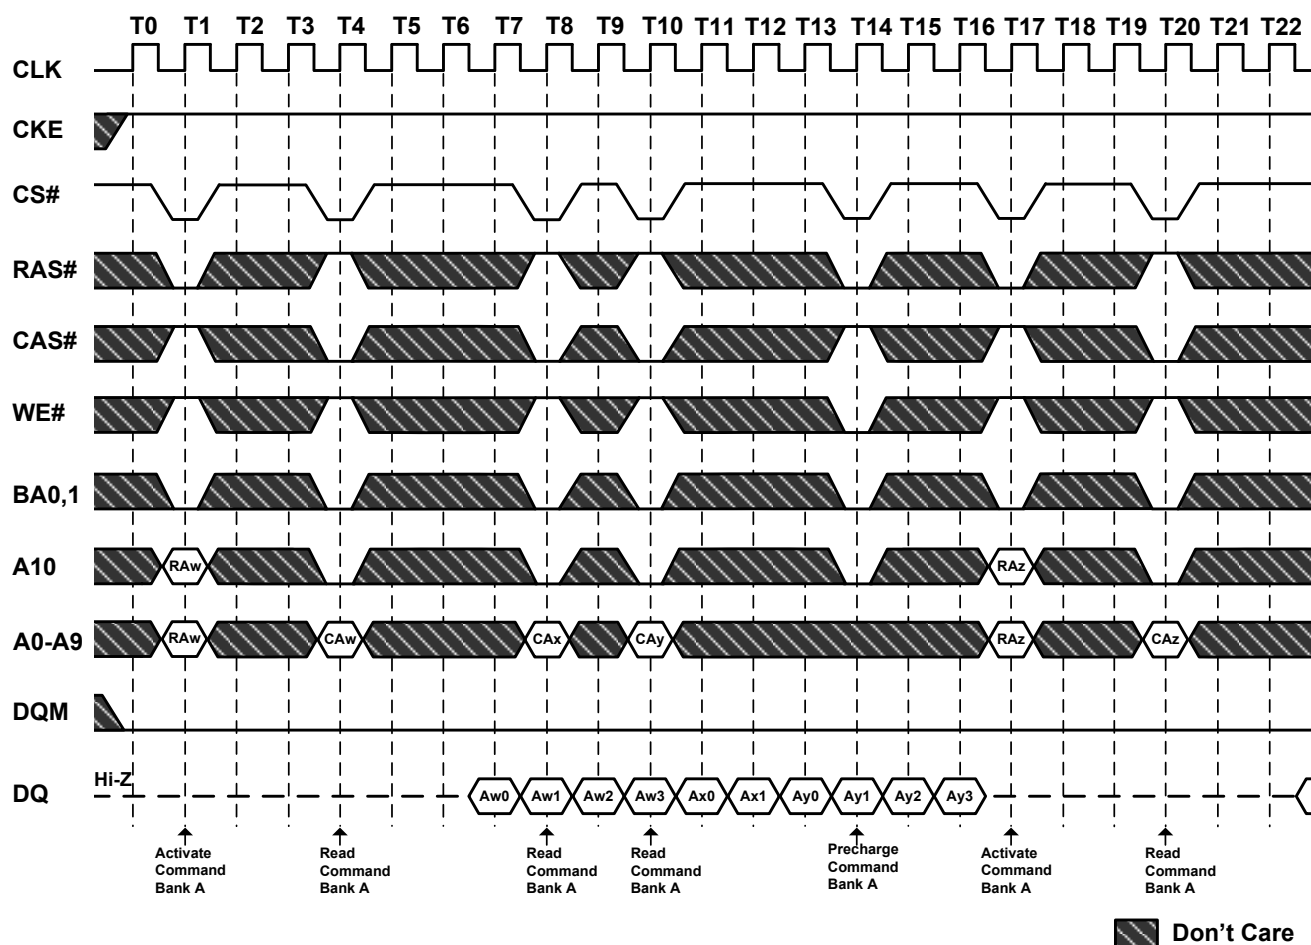 T0 T1 T2 T3 T4 T5 T6 T7 T8 T9 T10 T11 T12 T13 T14 T15 T16 T17 T18 T19 T20 T21 T22
CLK
CKE
CS#
RAS#
CAS#
WE#
BA0,1
A10 RAw RAz
A0-A9 RAw CAw CAx CAy RAz CAz
DQM
Hi-Z
DQ Aw0 Aw1 Aw2 Aw3 Ax0 Ax1 Ay0 Ay1 Ay2 Ay3
Activate
Command
Bank A
Read
Command
Bank A
Read
Command
Bank A
Read
Command
Bank A
Precharge
Command
Bank A
Activate
Command
Bank A
Read
Command
Bank A
Don't Care